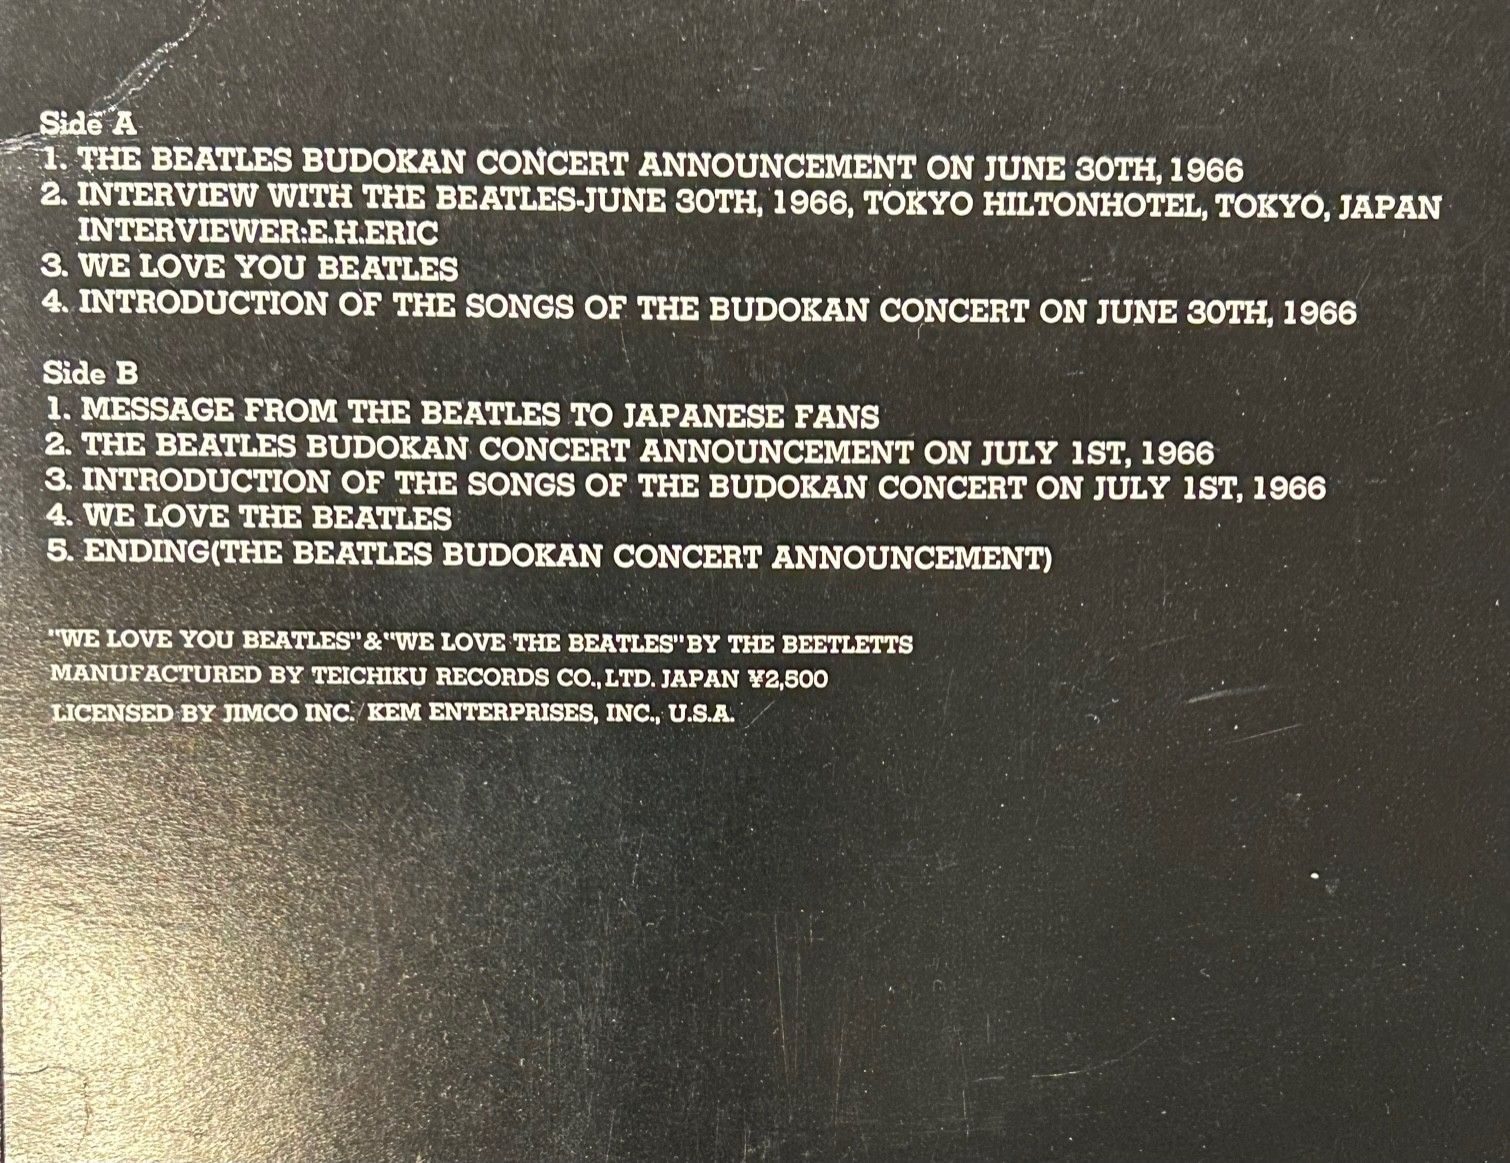 Side A
1. THE BEATLES BUDOKAN CONCERT ANNOUNCEMENT ON JUNE 30TH, 1966
2. INTERVIEW WITH THE BEATLES-JUNE 30TH, 1966, TOKYO HILTONHOTEL, TOKYO, JAPAN
INTERVIEWER:E.H.ERIC
3. WE LOVE YOU BEATLES
4. INTRODUCTION OF THE SONGS OF THE BUDOKAN CONCERT ON JUNE 30TH, 1966
Side B
1. MESSAGE FROM THE BEATLES TO JAPANESE FANS
2. THE BEATLES BUDOKAN CONCERT ANNOUNCEMENT ON JULY 1ST, 1966
3. INTRODUCTION OF THE SONGS OF THE BUDOKAN CONCERT ON JULY 1ST, 1966
4. WE LOVE THE BEATLES
5. ENDING(THE BEATLES BUDOKAN CONCERT ANNOUNCEMENT)
"WE LOVE YOU BEATLES"&"WE LOVE THE BEATLES"BY THE BEETLETTS
MANUFACTURED BY TEICHIKU RECORDS CO.,LTD. JAPAN ¥2,500
LICENSED BY JIMCO INC./KEM ENTERPRISES, INC., U.S.A.